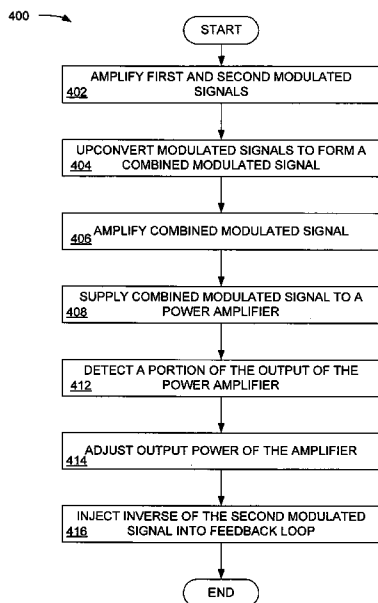 400
START
AMPLIFY FIRST AND SECOND MODULATED
402 SIGNALS
UPCONVERT MODULATED SIGNALS TO FORM A
404 COMBINED MODULATED SIGNAL
AMPLIFY COMBINED MODULATED SIGNAL
406
SUPPLY COMBINED MODULATED SIGNAL TO A
408 POWER AMPLIFIER
DETECT A PORTION OF THE OUTPUT OF THE
412 POWER AMPLIFIER
ADJUST OUTPUT POWER OF THE AMPLIFIER
414
INJECT INVERSE OF THE SECOND MODULATED
416 SIGNAL INTO FEEDBACK LOOP
END